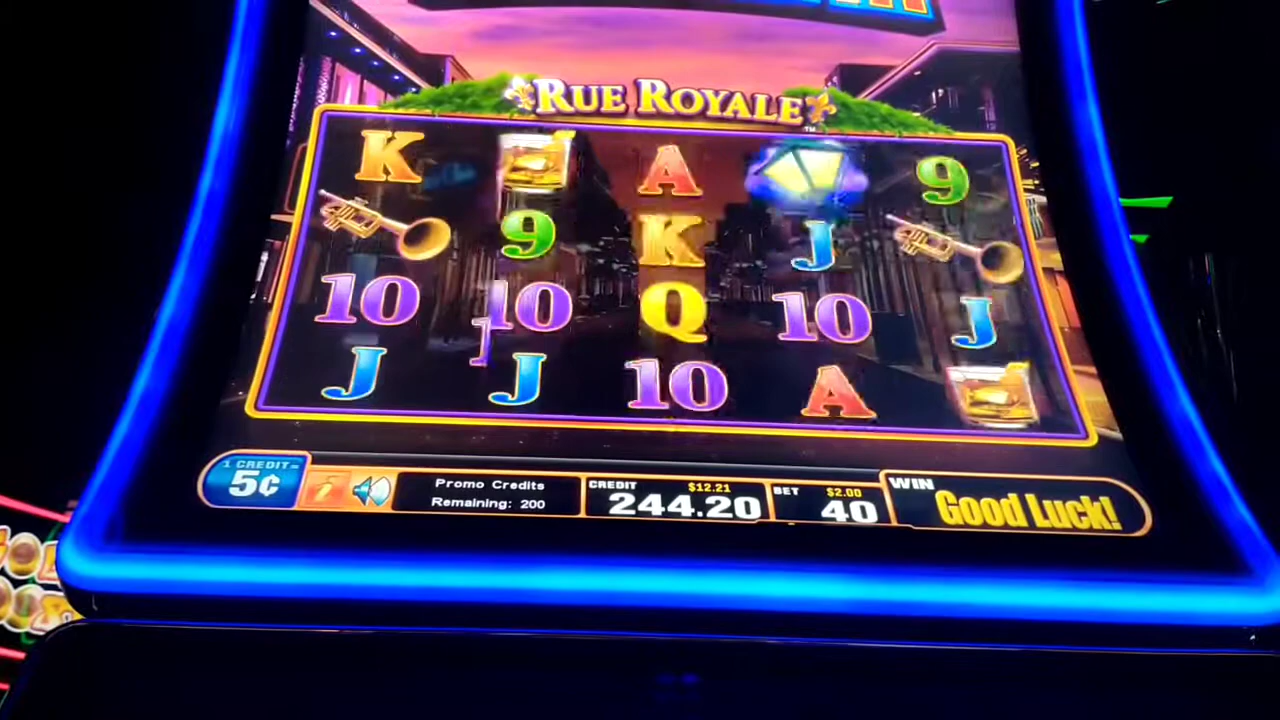 RUE ROYALE™
K A 9
9 K J
10 10 Q 10 J
J J 10 A
1 CREDIT=
5¢
Promo Credits
Remaining: 200
CREDIT $12.21
244.20
BET $2.00
40
WIN
GOOD LUCK!